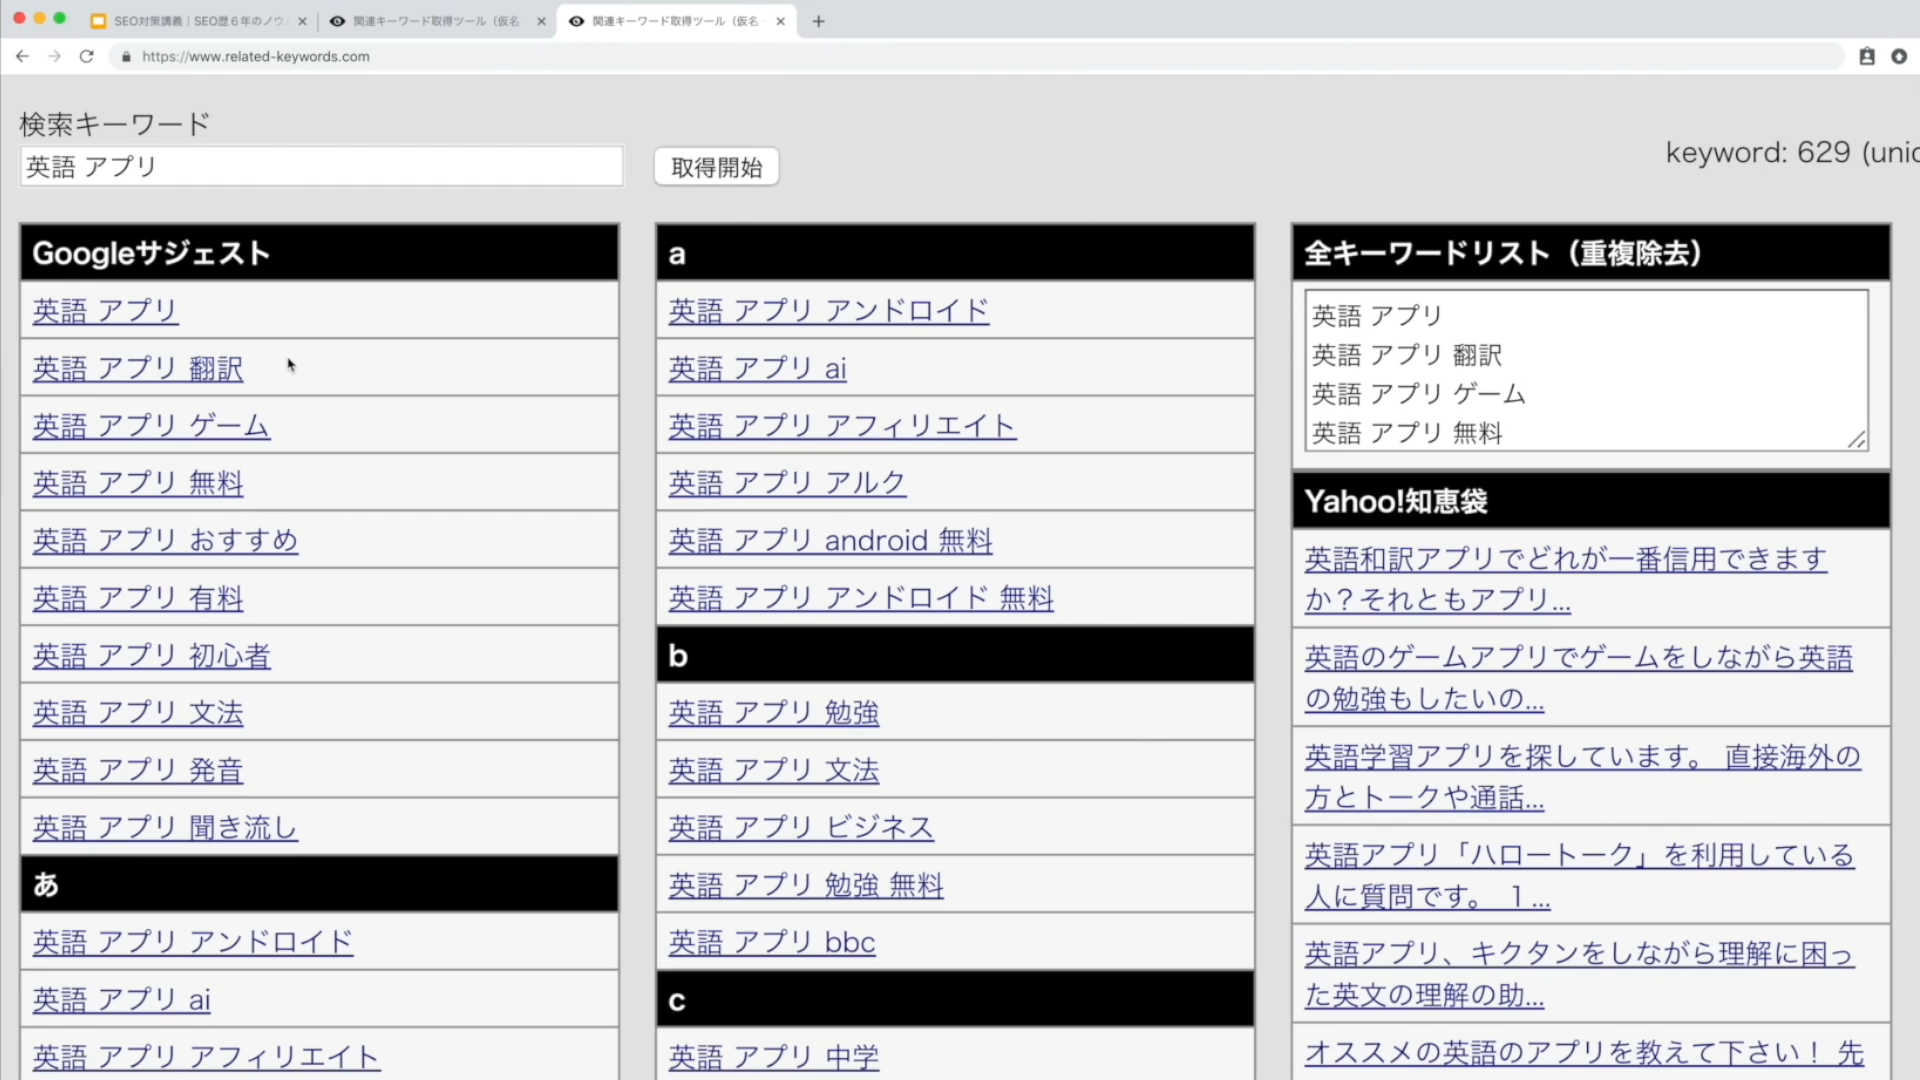 SEO対策講義｜SEO歴６年のノウ
関連キーワード取得ツール（仮名
関連キーワード取得ツール（仮名
https://www.related-keywords.com
検索キーワード
英語 アプリ
取得開始
keyword: 629 (uni
Googleサジェスト
英語 アプリ
英語 アプリ 翻訳
英語 アプリ ゲーム
英語 アプリ 無料
英語 アプリ おすすめ
英語 アプリ 有料
英語 アプリ 初心者
英語 アプリ 文法
英語 アプリ 発音
英語 アプリ 聞き流し
あ
英語 アプリ アンドロイド
英語 アプリ ai
英語 アプリ アフィリエイト
a
英語 アプリ アンドロイド
英語 アプリ ai
英語 アプリ アフィリエイト
英語 アプリ アルク
英語 アプリ android 無料
英語 アプリ アンドロイド 無料
b
英語 アプリ 勉強
英語 アプリ 文法
英語 アプリ ビジネス
英語 アプリ 勉強 無料
英語 アプリ bbc
c
英語 アプリ 中学
全キーワードリスト（重複除去）
英語 アプリ
英語 アプリ 翻訳
英語 アプリ ゲーム
英語 アプリ 無料
Yahoo!知恵袋
英語和訳アプリでどれが一番信用できます
か？それともアプリ...
英語のゲームアプリでゲームをしながら英語
の勉強もしたいの...
英語学習アプリを探しています。 直接海外の
方とトークや通話...
英語アプリ「ハロートーク」を利用している
人に質問です。 １...
英語アプリ、キクタンをしながら理解に困っ
た英文の理解の助...
オススメの英語のアプリを教えて下さい！ 先